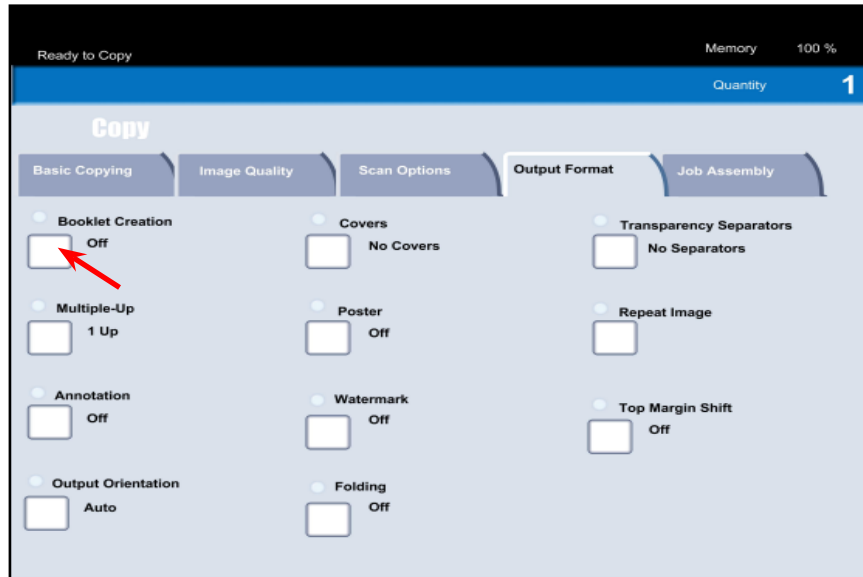 Ready to Copy
Memory 100 %
Quantity 1
Copy
Basic Copying
Image Quality
Scan Options
Output Format
Job Assembly
Booklet Creation
Off
Covers
No Covers
Transparency Separators
No Separators
Multiple-Up
1 Up
Poster
Off
Repeat Image
Annotation
Off
Watermark
Off
Top Margin Shift
Off
Output Orientation
Auto
Folding
Off